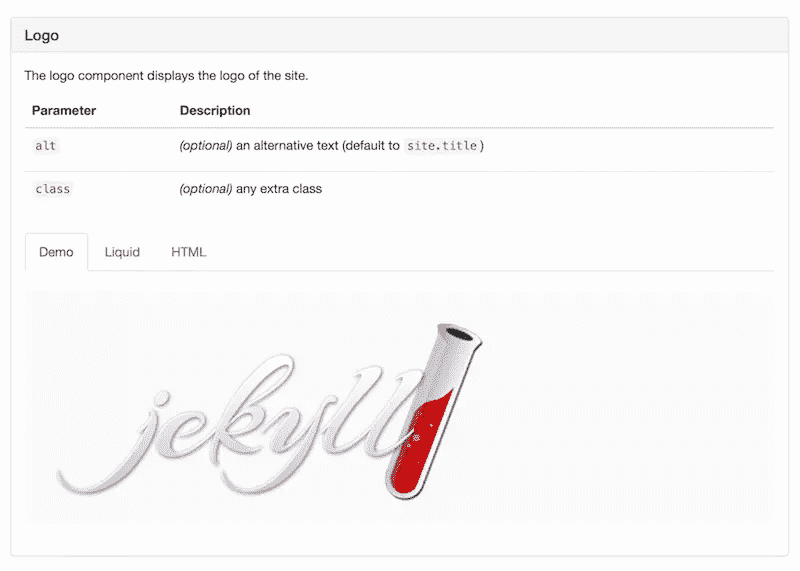 Logo
The logo component displays the logo of the site.
Parameter Description
alt (optional) an alternative text (default to site.title)
class (optional) any extra class
Demo Liquid HTML
jekyll